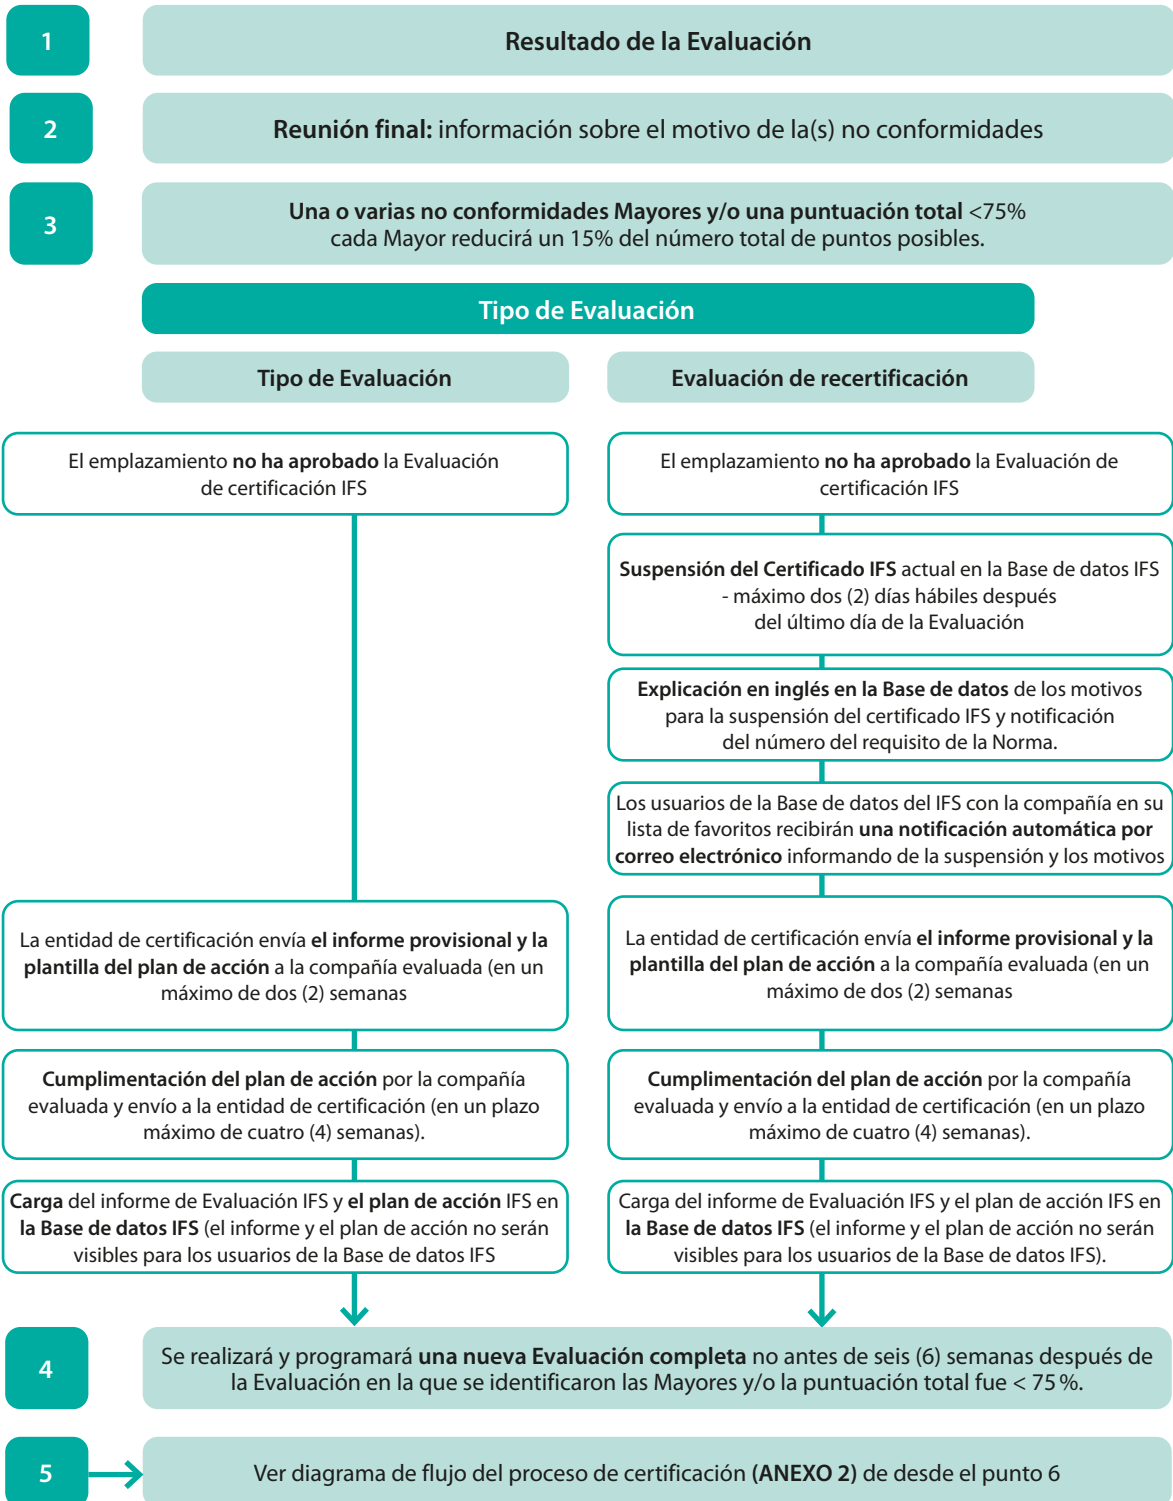 1
Resultado de la Evaluación
2
Reunión final: información sobre el motivo de la(s) no conformidades
3
Una o varias no conformidades Mayores y/o una puntuación total <75%
cada Mayor reducirá un 15% del número total de puntos posibles.
Tipo de Evaluación
Tipo de Evaluación
Evaluación de recertificación
El emplazamiento no ha aprobado la Evaluación
de certificación IFS
El emplazamiento no ha aprobado la Evaluación de
certificación IFS
Suspensión del Certificado IFS actual en la Base de datos IFS
- máximo dos (2) días hábiles después
del último día de la Evaluación
Explicación en inglés en la Base de datos de los motivos
para la suspensión del certificado IFS y notificación
del número del requisito de la Norma.
Los usuarios de la Base de datos del IFS con la compañía en su
lista de favoritos recibirán una notificación automática por
correo electrónico informando de la suspensión y los motivos
La entidad de certificación envía el informe provisional y la
plantilla del plan de acción a la compañía evaluada (en un
máximo de dos (2) semanas
La entidad de certificación envía el informe provisional y la
plantilla del plan de acción a la compañía evaluada (en un
máximo de dos (2) semanas
Cumplimentación del plan de acción por la compañía
evaluada y envío a la entidad de certificación (en un plazo
máximo de cuatro (4) semanas).
Cumplimentación del plan de acción por la compañía
evaluada y envío a la entidad de certificación (en un plazo
máximo de cuatro (4) semanas).
Carga del informe de Evaluación IFS y el plan de acción IFS en
la Base de datos IFS (el informe y el plan de acción no serán
visibles para los usuarios de la Base de datos IFS
Carga del informe de Evaluación IFS y el plan de acción IFS en
la Base de datos IFS (el informe y el plan de acción no serán
visibles para los usuarios de la Base de datos IFS).
4
Se realizará y programará una nueva Evaluación completa no antes de seis (6) semanas después de
la Evaluación en la que se identificaron las Mayores y/o la puntuación total fue < 75 %.
5
Ver diagrama de flujo del proceso de certificación (ANEXO 2) de desde el punto 6